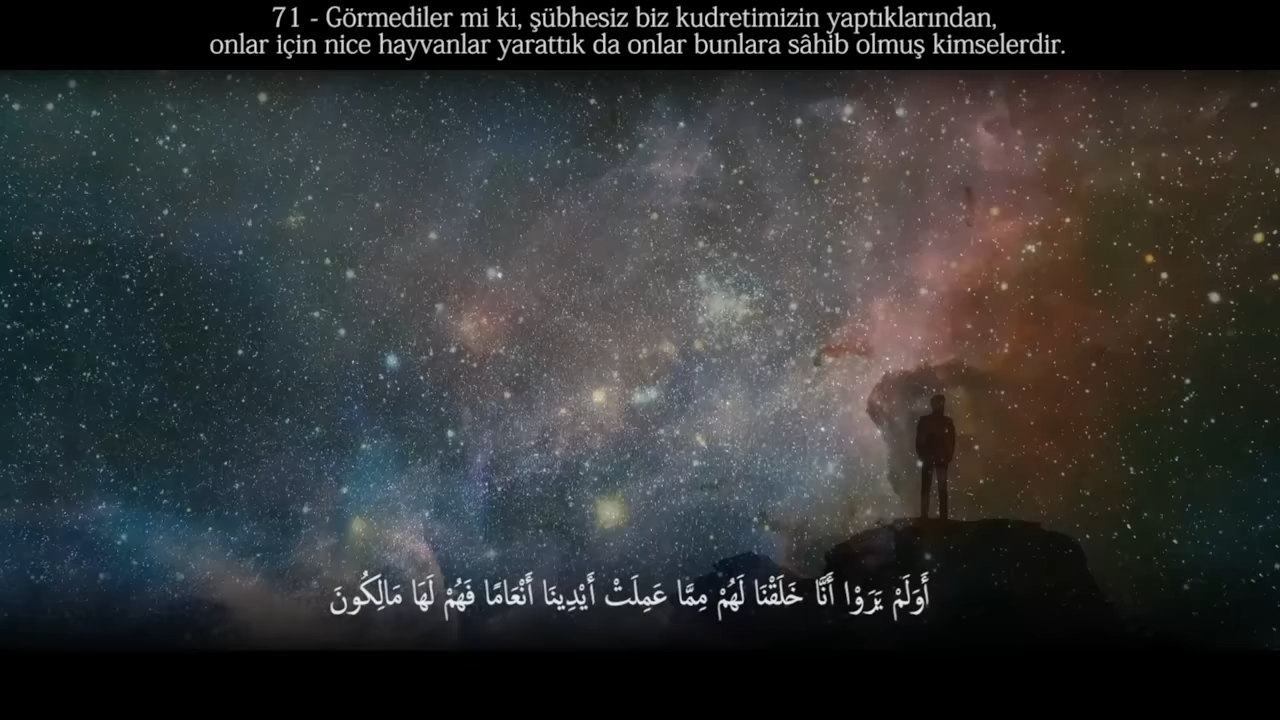 71 - Görmediler mi ki, şübhesiz biz kudretimizin yaptıklarından,
onlar için nice hayvanlar yarattık da onlar bunlara sâhib olmuş kimselerdir.
أَوَلَمْ يَرَوْا أَنَّا خَلَقْنَا لَهُمْ مِمَّا عَمِلَتْ أَيْدِينَا أَنْعَامًا فَهُمْ لَهَا مَالِكُونَ